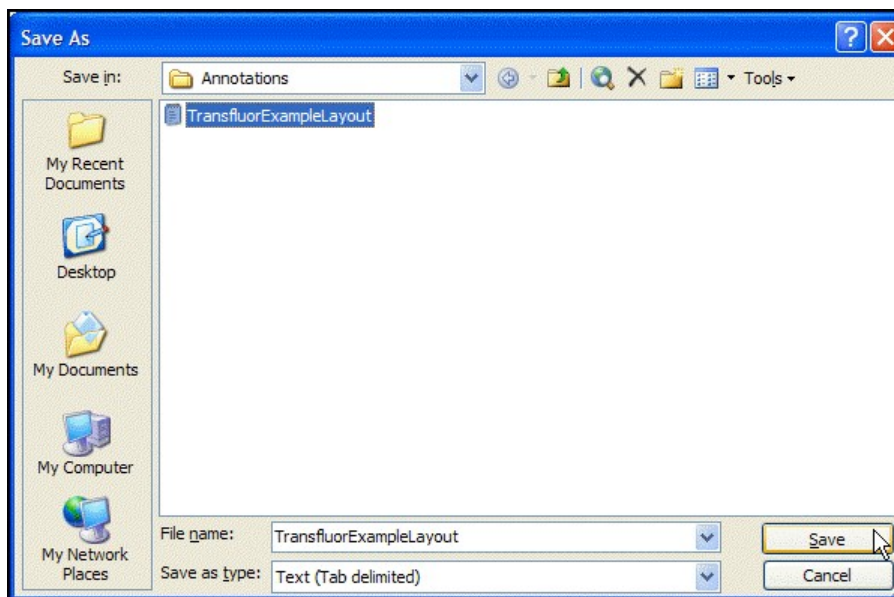 Save As
?
Save in:
Annotations
Tools
TransfluorExampleLayout
My Recent
Documents
Desktop
My Documents
My Computer
My Network
Places
File name:
TransfluorExampleLayout
Save
Save as type:
Text (Tab delimited)
Cancel